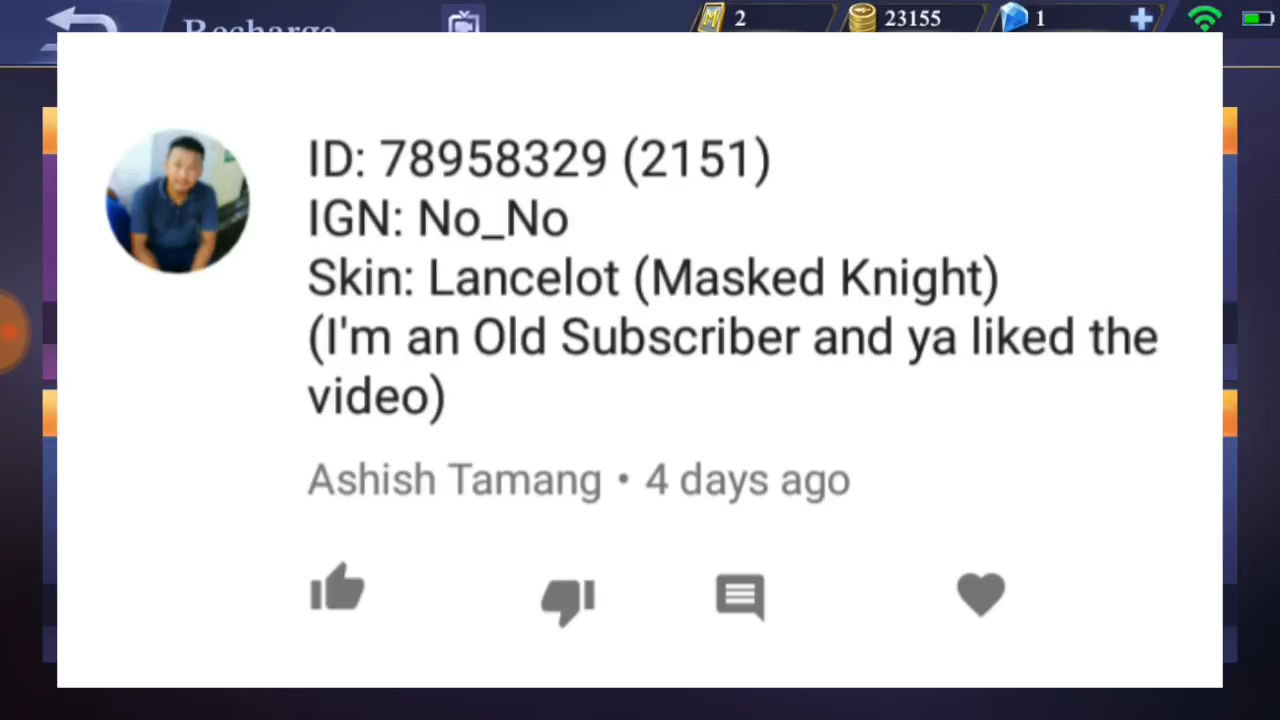 Recharge
2
23155
1
ID: 78958329 (2151)
IGN: No_No
Skin: Lancelot (Masked Knight)
(I'm an Old Subscriber and ya liked the
video)
Ashish Tamang • 4 days ago